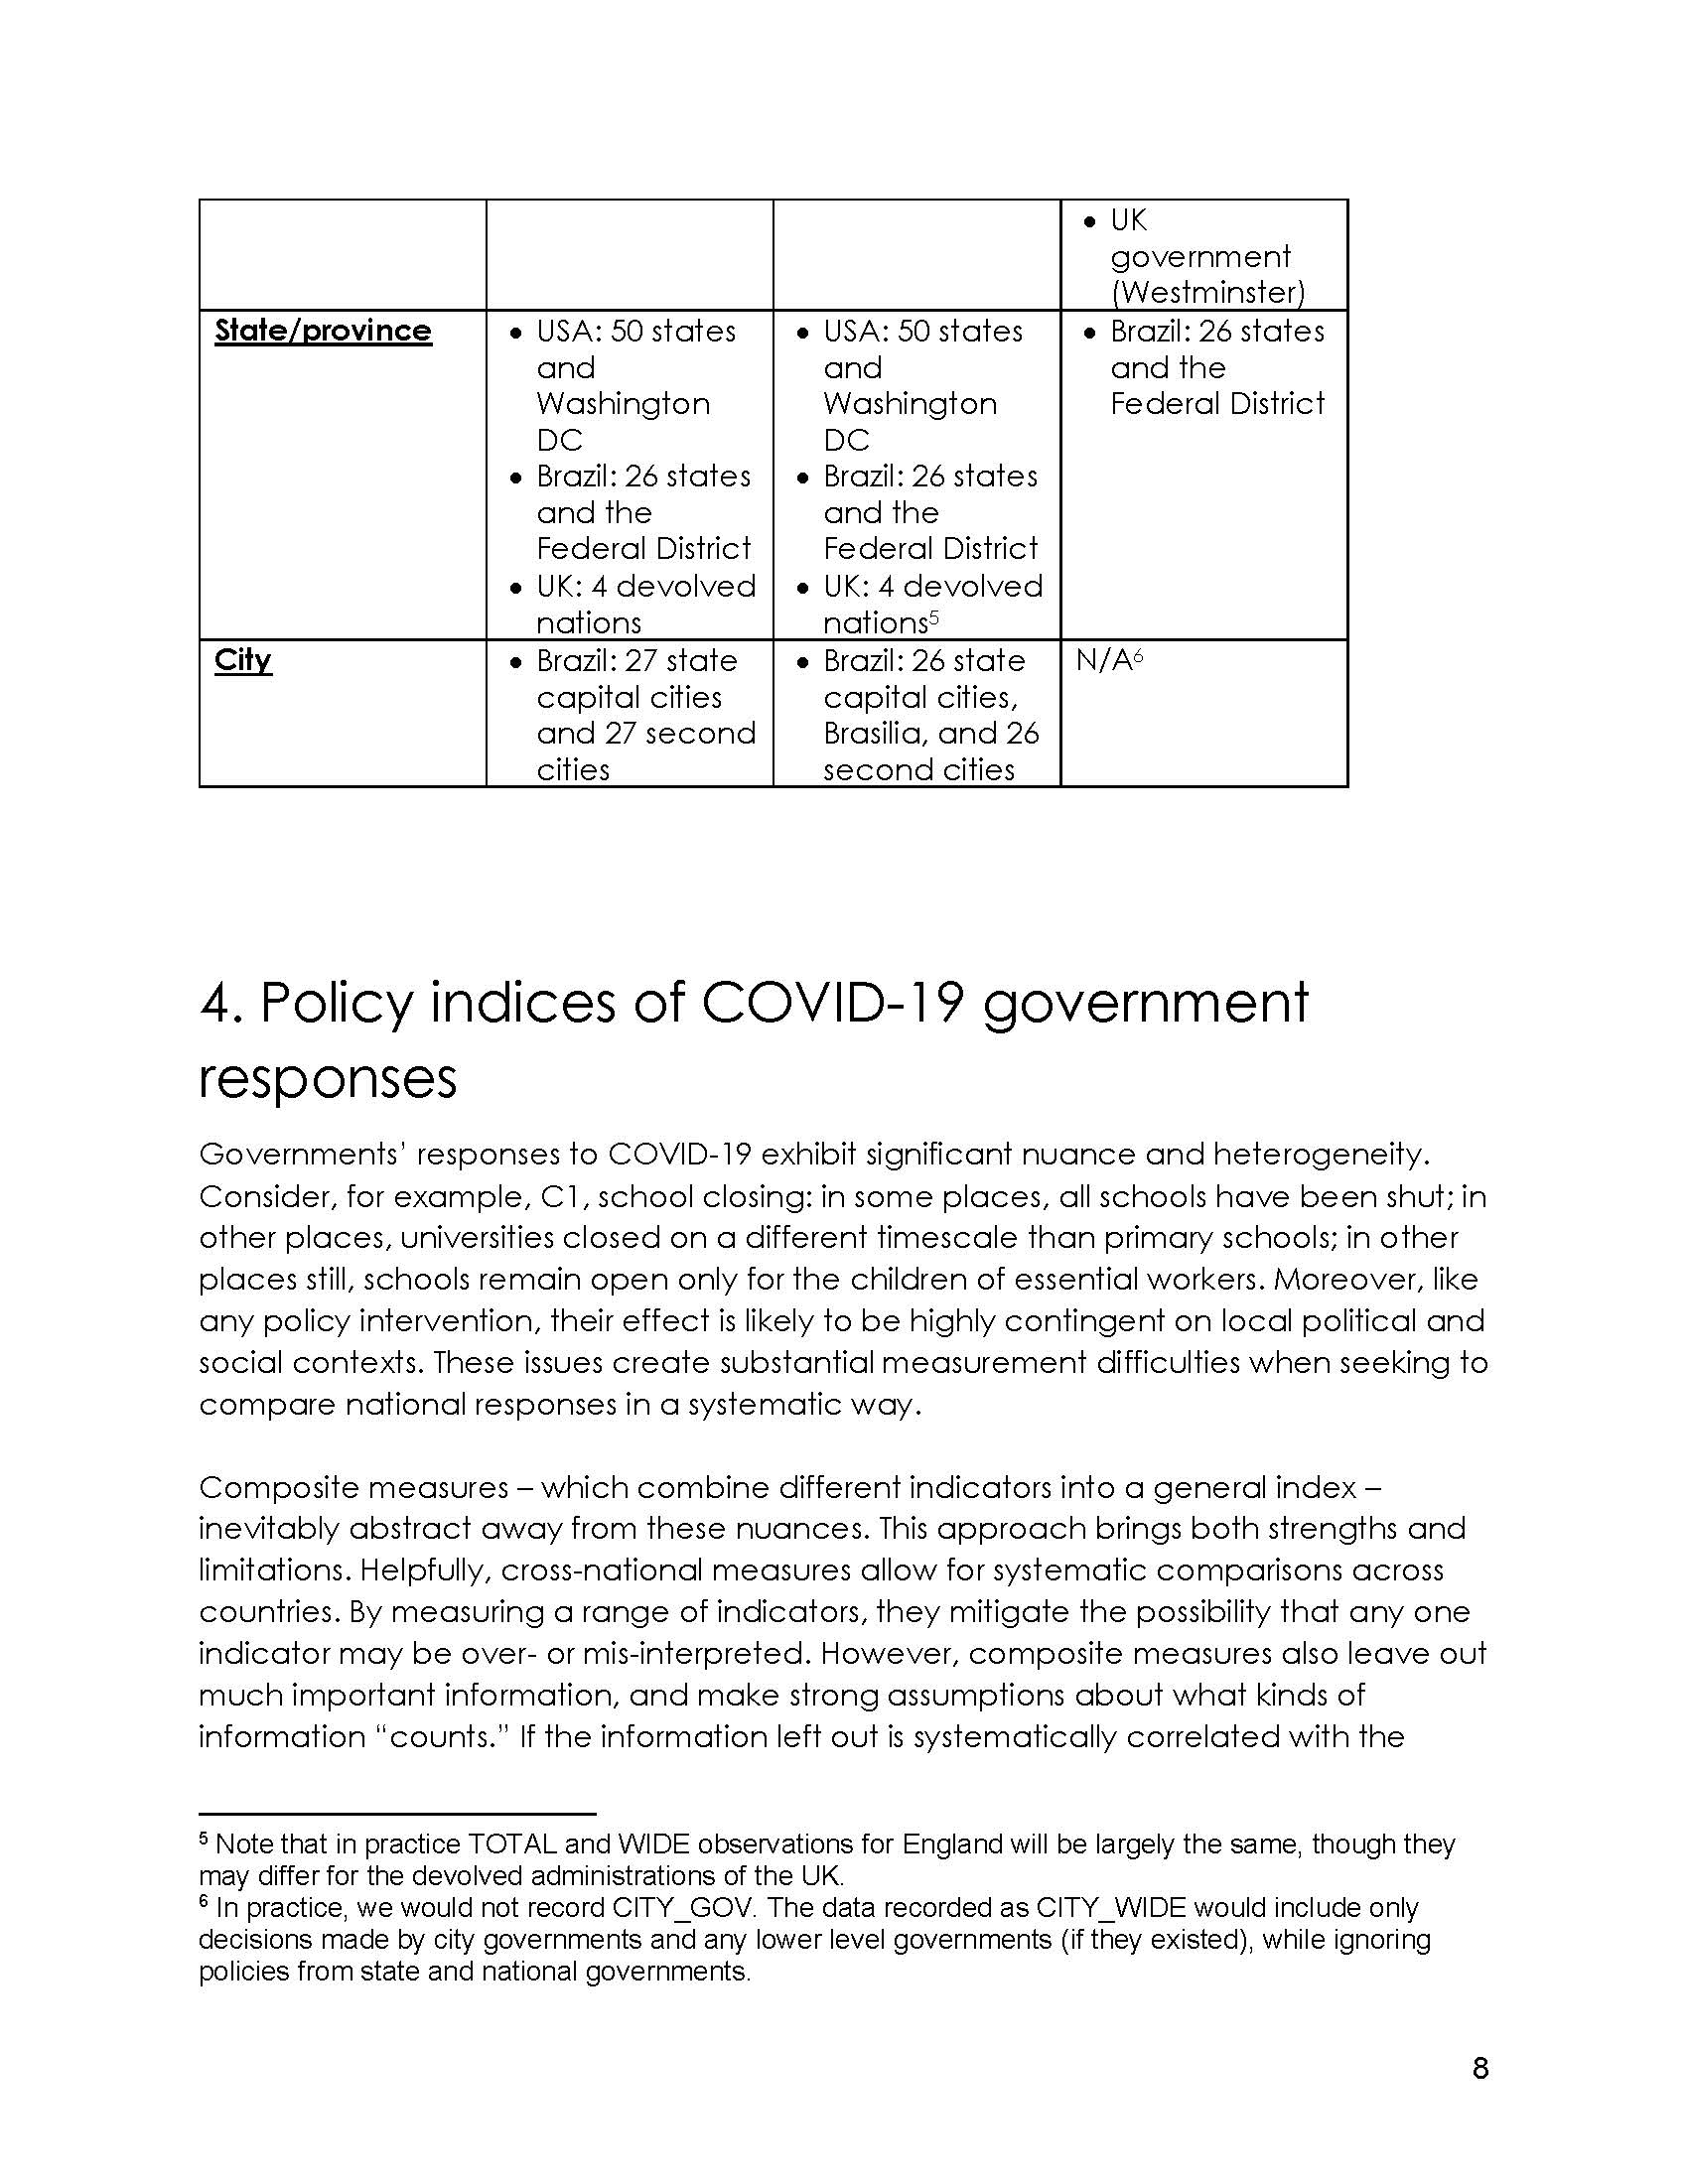 • UK
government
(Westminster)
State/province
• USA: 50 states
and
Washington
DC
• Brazil: 26 states
and the
Federal District
• UK: 4 devolved
nations
• USA: 50 states
and
Washington
DC
• Brazil: 26 states
and the
Federal District
• UK: 4 devolved
nations⁵
• Brazil: 26 states
and the
Federal District
City
• Brazil: 27 state
capital cities
and 27 second
cities
• Brazil: 26 state
capital cities,
Brasilia, and 26
second cities
N/A⁶
4. Policy indices of COVID-19 government
responses
Governments’ responses to COVID-19 exhibit significant nuance and heterogeneity.
Consider, for example, C1, school closing: in some places, all schools have been shut; in
other places, universities closed on a different timescale than primary schools; in other
places still, schools remain open only for the children of essential workers. Moreover, like
any policy intervention, their effect is likely to be highly contingent on local political and
social contexts. These issues create substantial measurement difficulties when seeking to
compare national responses in a systematic way.
Composite measures – which combine different indicators into a general index –
inevitably abstract away from these nuances. This approach brings both strengths and
limitations. Helpfully, cross-national measures allow for systematic comparisons across
countries. By measuring a range of indicators, they mitigate the possibility that any one
indicator may be over- or mis-interpreted. However, composite measures also leave out
much important information, and make strong assumptions about what kinds of
information “counts.” If the information left out is systematically correlated with the
⁵ Note that in practice TOTAL and WIDE observations for England will be largely the same, though they
may differ for the devolved administrations of the UK.
⁶ In practice, we would not record CITY_GOV. The data recorded as CITY_WIDE would include only
decisions made by city governments and any lower level governments (if they existed), while ignoring
policies from state and national governments.
8